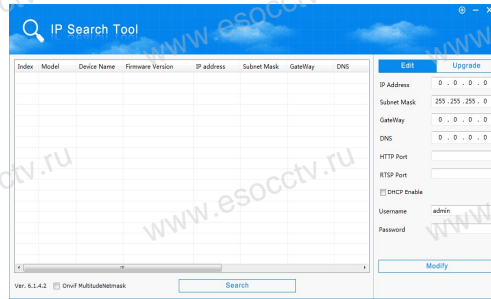 IP Search Tool
www.esocctv.ru
Index Model Device Name Firmware Version IP address Subnet Mask GateWay DNS
Edit Upgrade
IP Address 0 . 0 . 0 . 0
Subnet Mask 255 . 255 . 255 . 0
GateWay 0 . 0 . 0 . 0
DNS 0 . 0 . 0 . 0
HTTP Port
RTSP Port
DHCP Enable
Username admin
Password
www.esocctv.ru
Modify
Ver. 6.1.4.2 Onvif MultitudeNetmask Search